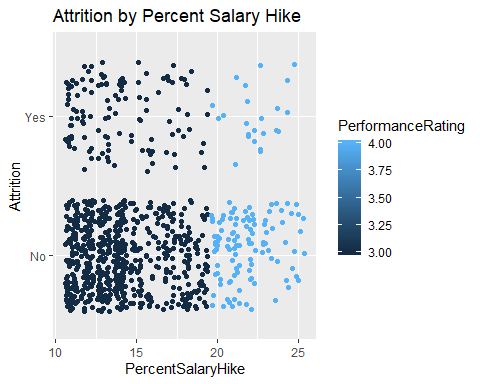 Attrition by Percent Salary Hike
Yes
No
Attrition
10
15
20
25
PercentSalaryHike
PerformanceRating
4.00
3.75
3.50
3.25
3.00